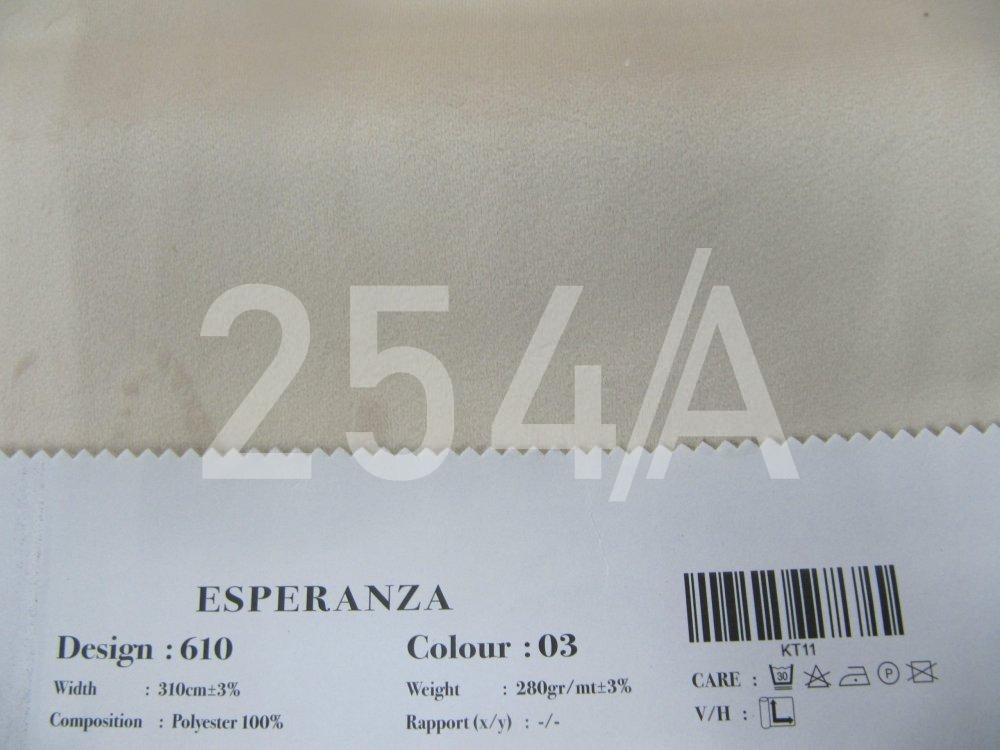 254/A
ESPERANZA
Design : 610
Colour : 03
Width : 310cm±3%
Weight : 280gr/mt±3%
Composition : Polyester 100%
Rapport (x/y) : -/-
KT11
CARE : 30 P
V/H :